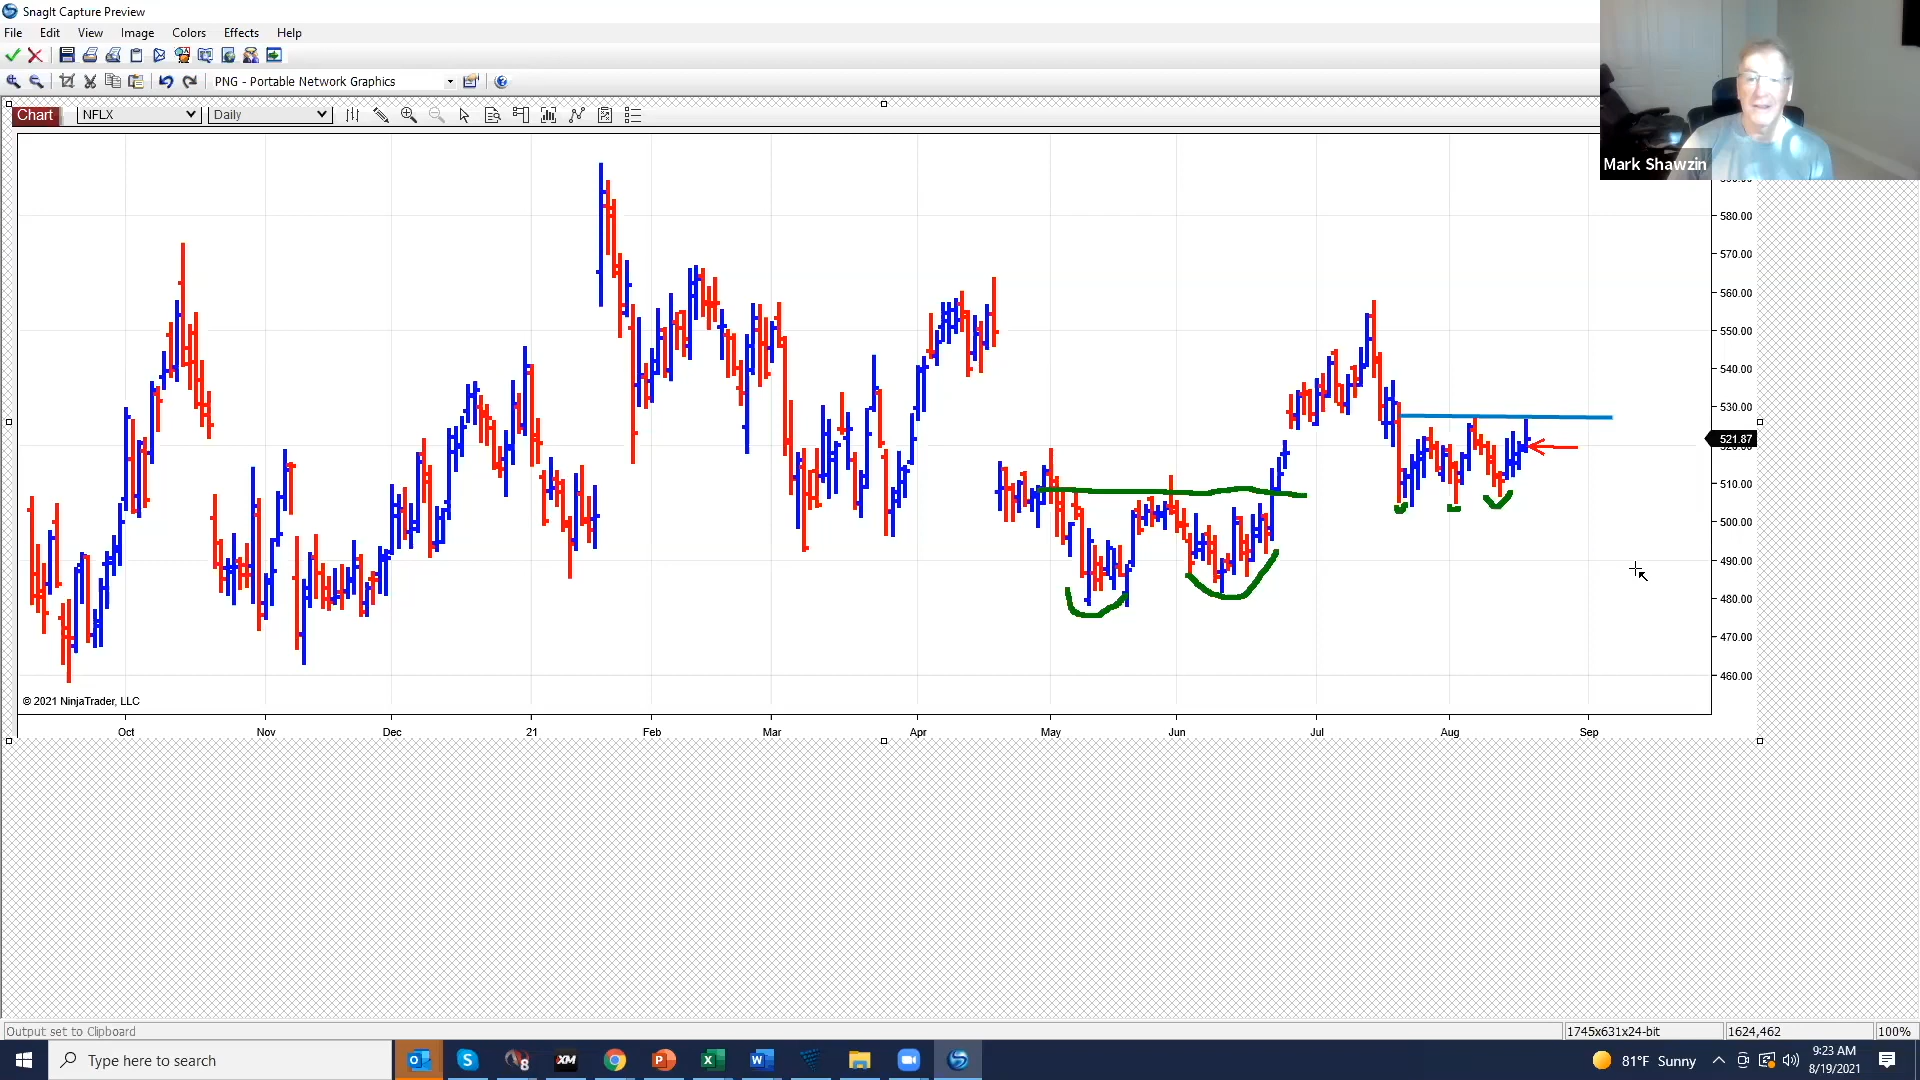 SnagIt Capture Preview
File Edit View Image Colors Effects Help
PNG - Portable Network Graphics
Chart NFLX Daily
Mark Shawzin
580.00
570.00
560.00
550.00
540.00
530.00
521.87
510.00
500.00
490.00
480.00
470.00
460.00
© 2021 NinjaTrader, LLC
Oct Nov Dec 21 Feb Mar Apr May Jun Jul Aug Sep
Output set to Clipboard 1745x631x24-bit 1624,462 100%
Type here to search
81°F Sunny
9:23 AM
8/19/2021